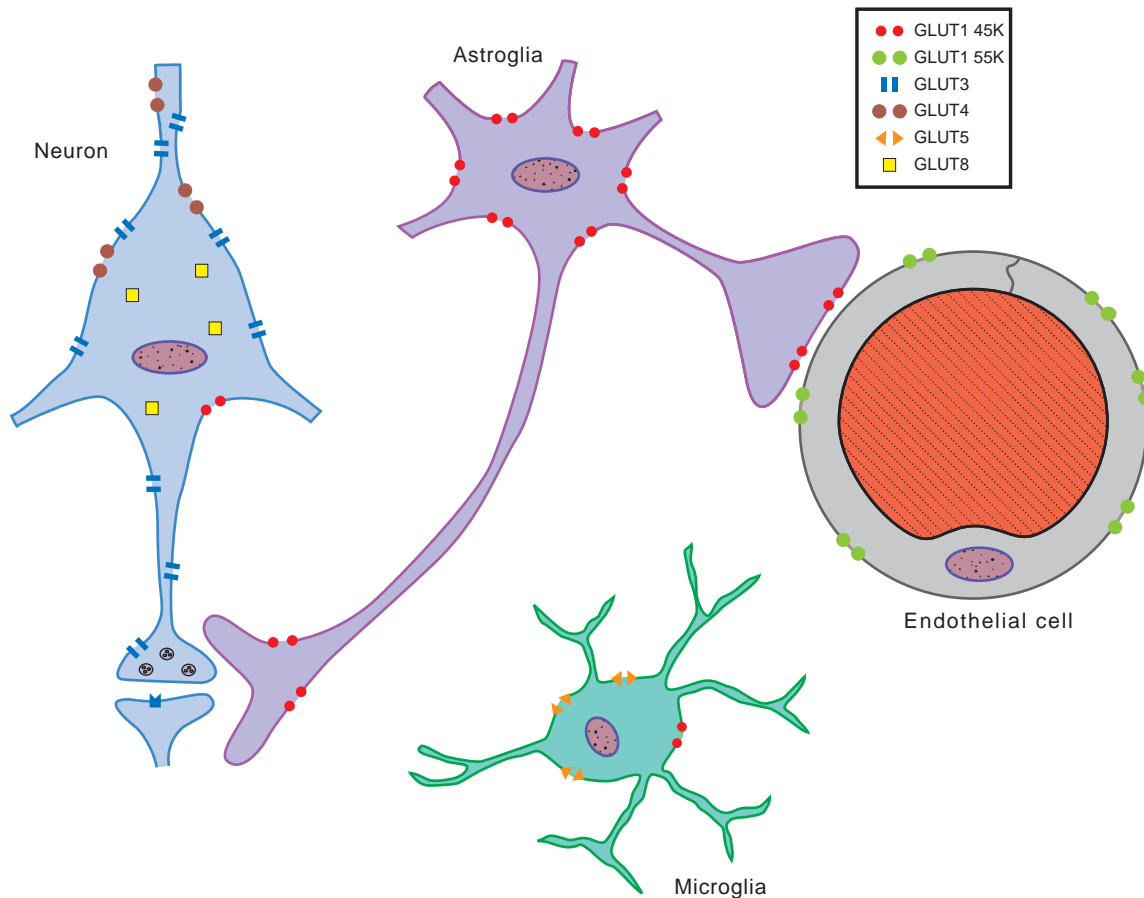 Astroglia
GLUT1 45K
GLUT1 55K
GLUT3
GLUT4
GLUT5
GLUT8
Neuron
Endothelial cell
Microglia